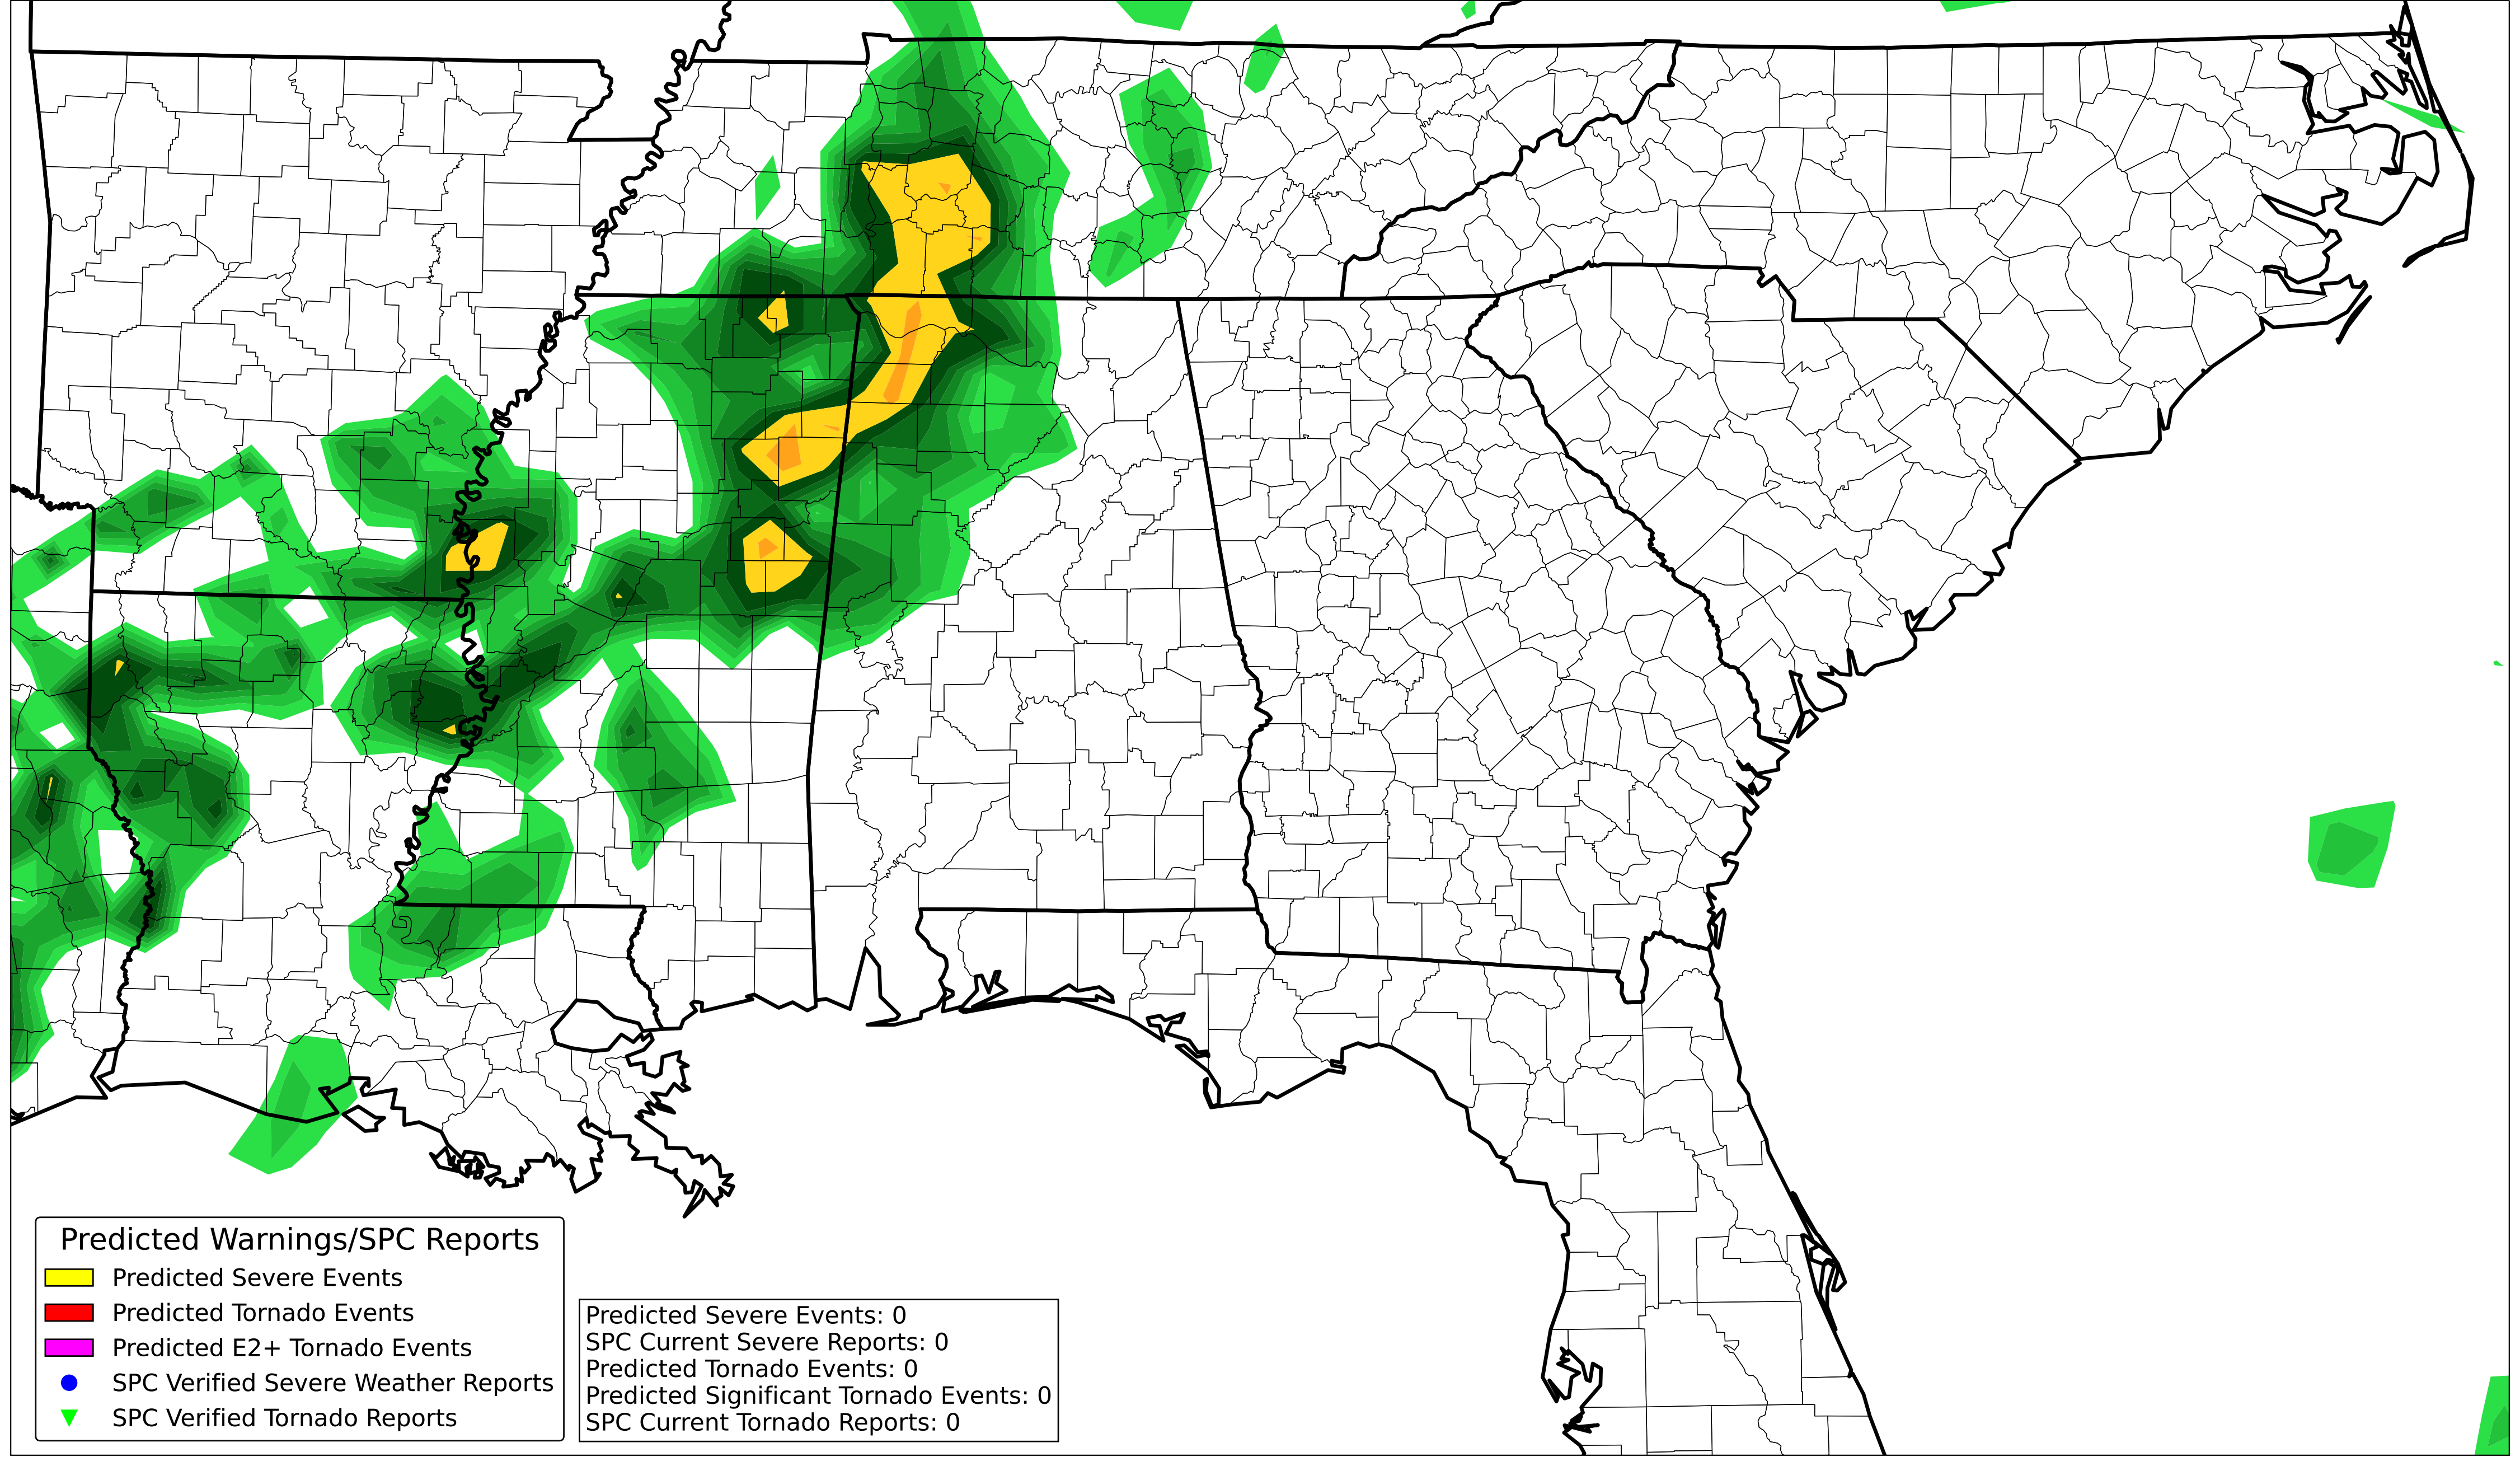 Predicted Warnings/SPC Reports
Predicted Severe Events
Predicted Tornado Events
Predicted E2+ Tornado Events
SPC Verified Severe Weather Reports
SPC Verified Tornado Reports
Predicted Severe Events: 0
SPC Current Severe Reports: 0
Predicted Tornado Events: 0
Predicted Significant Tornado Events: 0
SPC Current Tornado Reports: 0